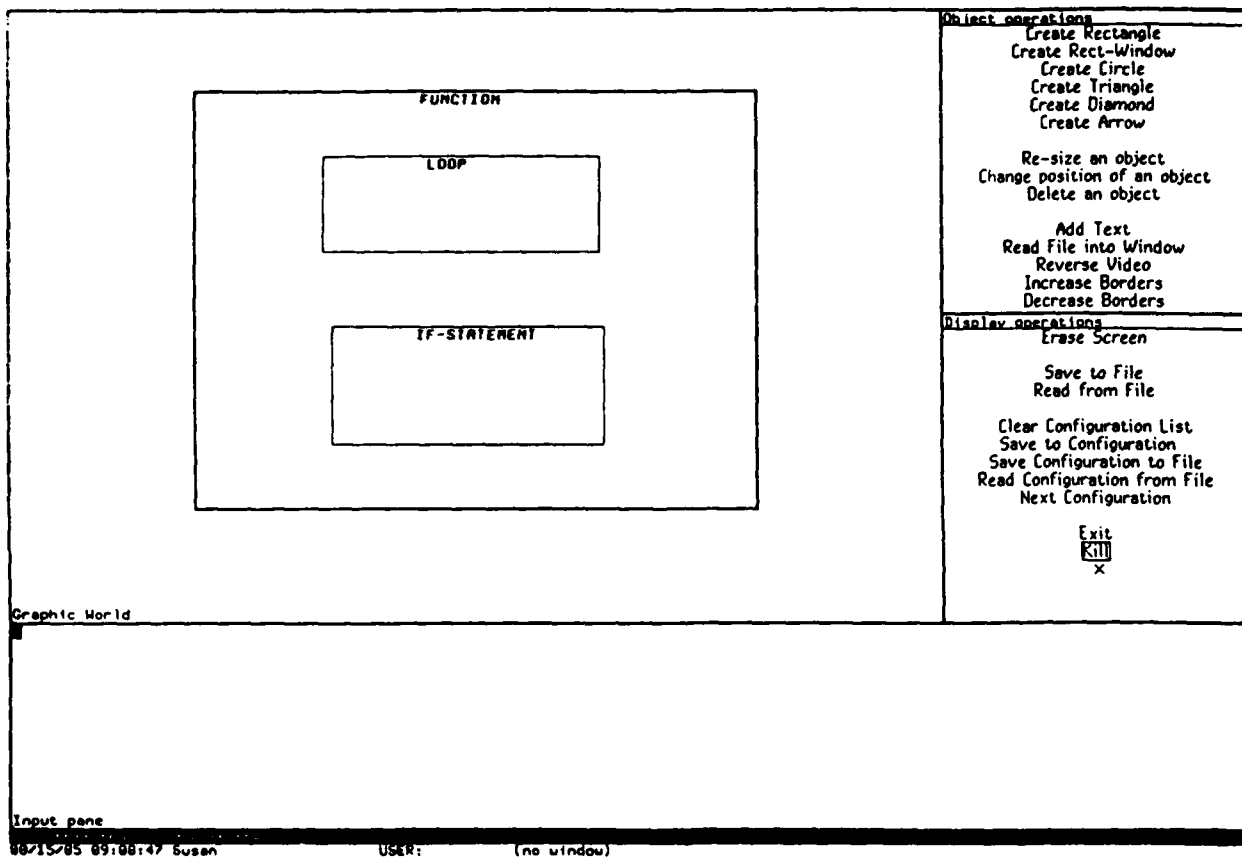 FUNCTION
LOOP
IF-STATEMENT
Graphic World
Object operations
Create Rectangle
Create Rect-Window
Create Circle
Create Triangle
Create Diamond
Create Arrow
Re-size an object
Change position of an object
Delete an object
Add Text
Read File into Window
Reverse Video
Increase Borders
Decrease Borders
Display operations
Erase Screen
Save to File
Read from File
Clear Configuration List
Save to Configuration
Save Configuration to File
Read Configuration from File
Next Configuration
Exit
Kill
Input pane
09:08:47 Susan USER: (no window)